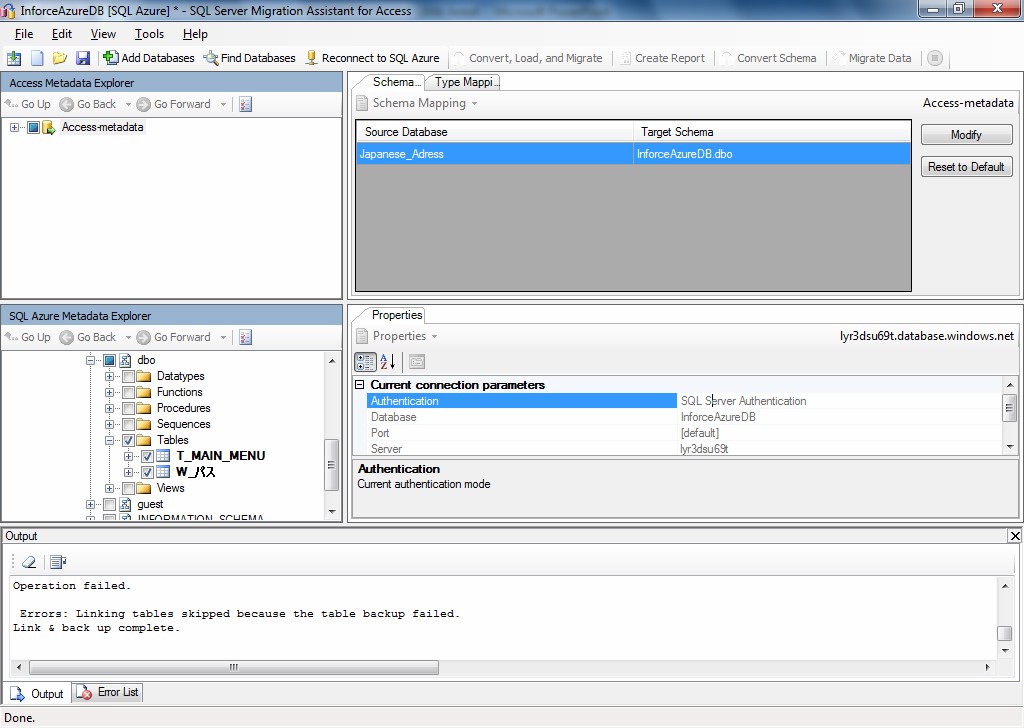 InforceAzureDB [SQL Azure] * - SQL Server Migration Assistant for Access
File Edit View Tools Help
Add Databases Find Databases Reconnect to SQL Azure Convert, Load, and Migrate Create Report Convert Schema Migrate Data
Access Metadata Explorer
Go Up Go Back Go Forward
Access-metadata
Schema... Type Mappi...
Schema Mapping Access-metadata
Source Database Target Schema
Japanese_Adress InforceAzureDB.dbo
Modify
Reset to Default
SQL Azure Metadata Explorer
Go Up Go Back Go Forward
dbo
Datatypes
Functions
Procedures
Sequences
Tables
T_MAIN_MENU
W_パス
Views
guest
INFORMATION_SCHEMA
Properties
Properties lyr3dsu69t.database.windows.net
Current connection parameters
Authentication SQL Server Authentication
Database InforceAzureDB
Port [default]
Server lyr3dsu69t
Authentication
Current authentication mode
Output
Operation failed.
Errors: Linking tables skipped because the table backup failed.
Link & back up complete.
Output Error List
Done.